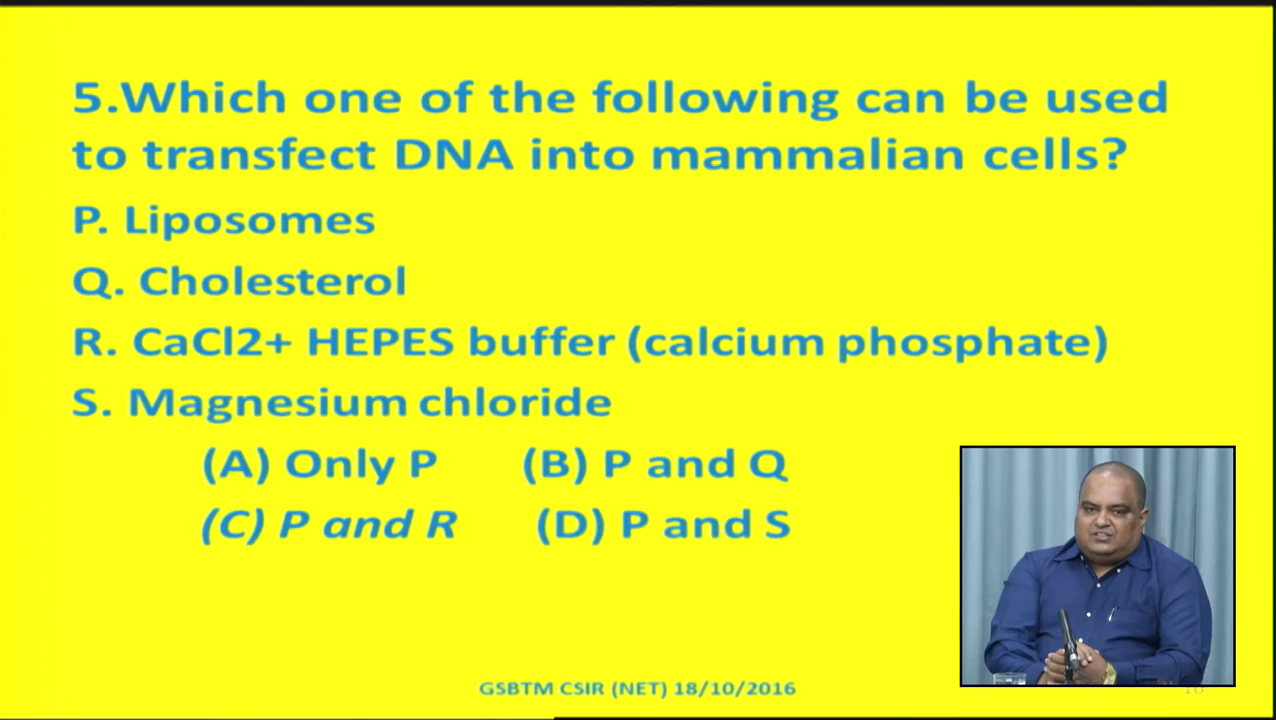 5.Which one of the following can be used
to transfect DNA into mammalian cells?
P. Liposomes
Q. Cholesterol
R. CaCl2+ HEPES buffer (calcium phosphate)
S. Magnesium chloride
(A) Only P (B) P and Q
(C) P and R (D) P and S
GSBTM CSIR (NET) 18/10/2016